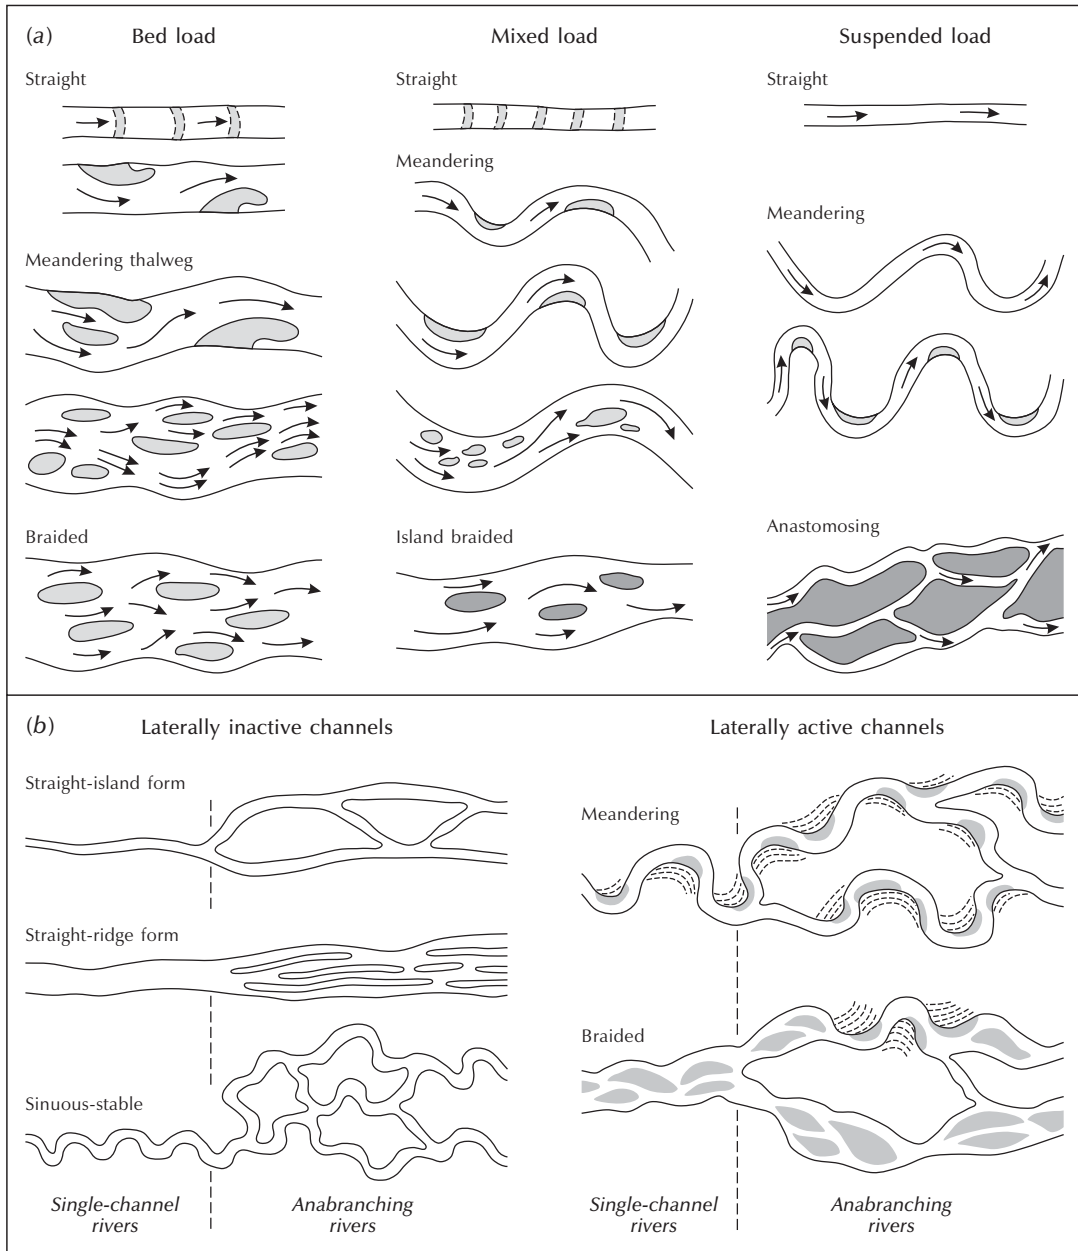 (a)
Bed load
Mixed load
Suspended load
Straight
Straight
Straight
Meandering
Meandering
Meandering thalweg
Braided
Island braided
Anastomosing
(b)
Laterally inactive channels
Laterally active channels
Straight-island form
Meandering
Straight-ridge form
Braided
Sinuous-stable
Single-channel
rivers
Anabranching
rivers
Single-channel
rivers
Anabranching
rivers